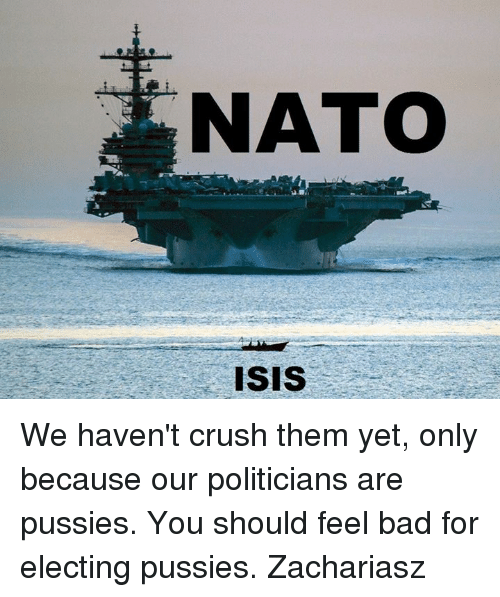 NATO
ISIS
We haven't crush them yet, only
because our politicians are
pussies. You should feel bad for
electing pussies. Zachariasz